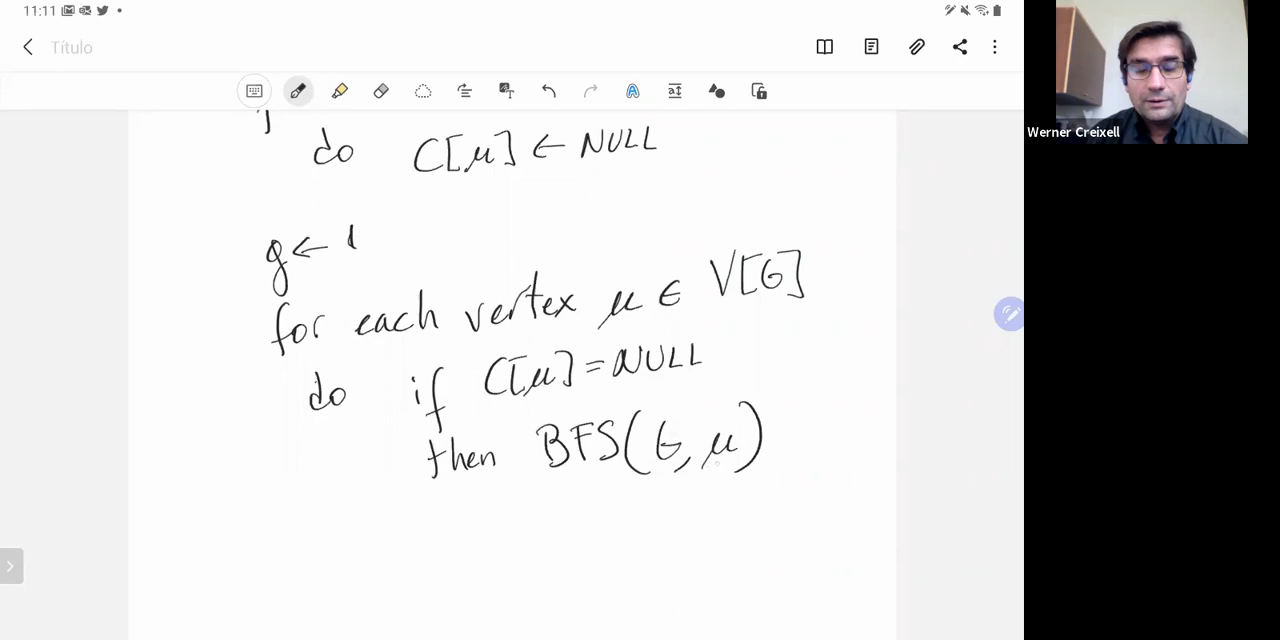 11:11
Título
Werner Creixell
do C[μ] ← NULL
g ← 1
for each vertex μ ∈ V[G]
do if C[μ] = NULL
then BFS(G, μ)